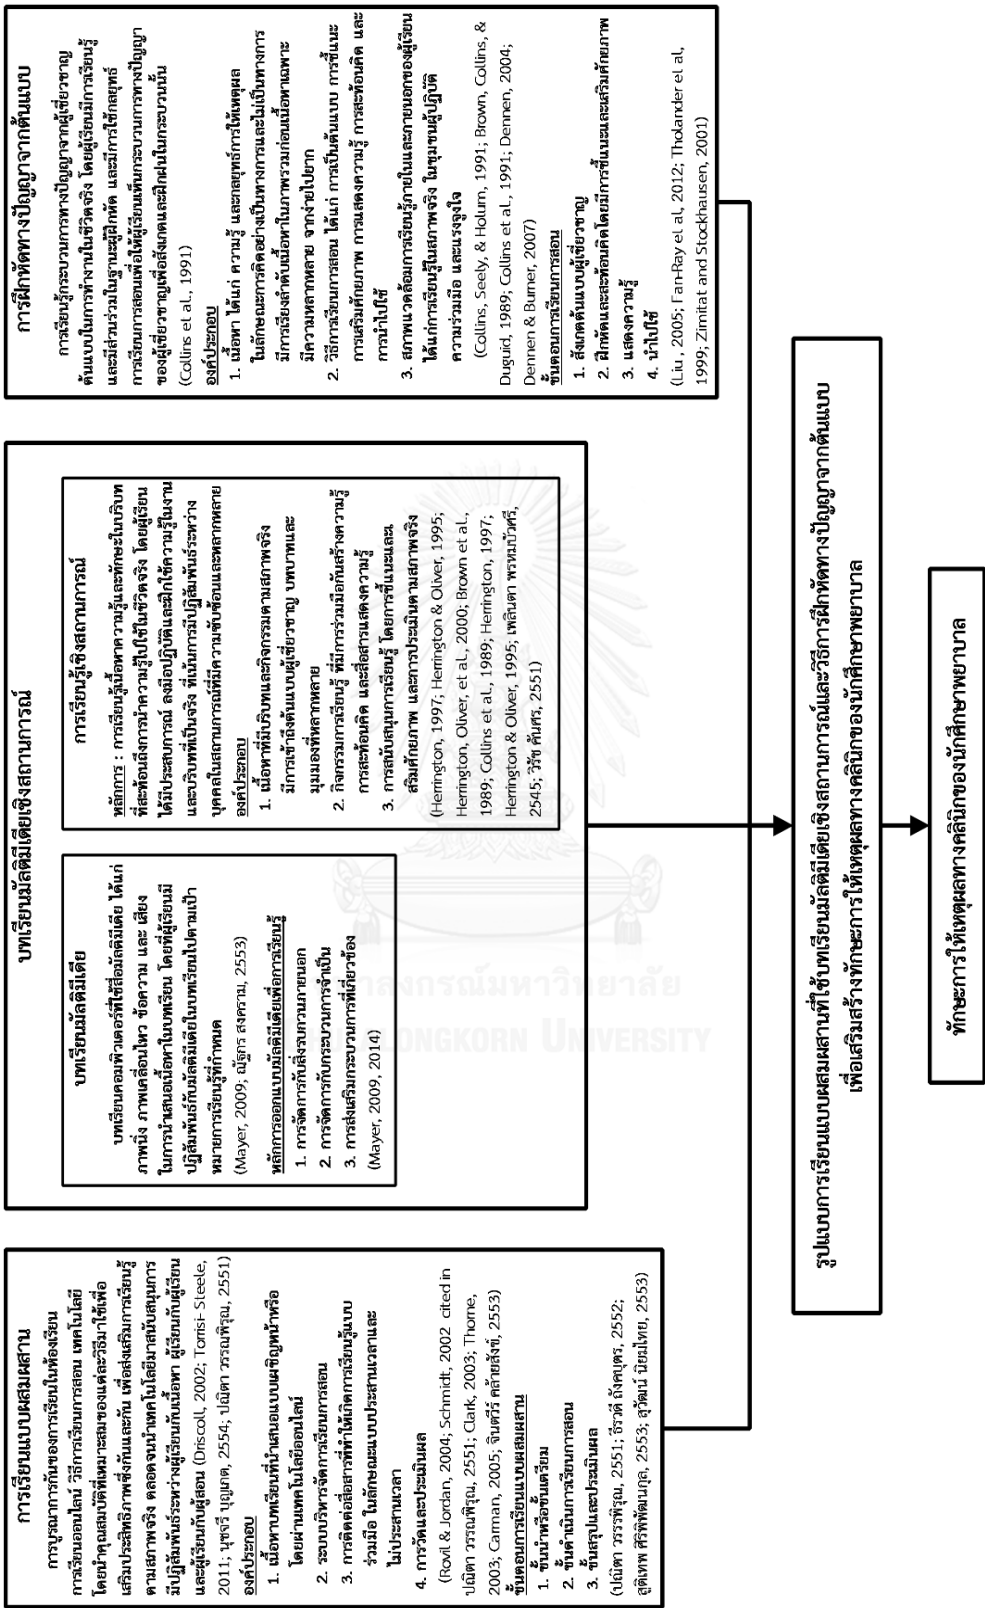 การเรียนแบบผสมผสาน
การบูรณาการกันของการเรียนในห้องเรียน
การเรียนออนไลน์ วิธีการเรียนการสอน เทคโนโลยี
โดยนำคุณสมบัติที่เหมาะสมของแต่ละวิธีมาใช้เพื่อ
เสริมประสิทธิภาพซึ่งกันและกัน เพื่อส่งเสริมการเรียนรู้
ตามสภาพจริง ตลอดจนนำเทคโนโลยีมาสนับสนุนการ
มีปฏิสัมพันธ์ระหว่างผู้เรียนกับเนื้อหา ผู้เรียนกับผู้เรียน
และผู้เรียนกับผู้สอน (Driscoll, 2002; Torrisi- Steele,
2011; นุชจรี บุญเกต, 2554; ปณิตา วรรณพิรุณ, 2551)
องค์ประกอบ
1. เนื้อหาบทเรียนที่นำเสนอแบบเผชิญหน้าหรือ
โดยผ่านเทคโนโลยีออนไลน์
2. ระบบบริหารจัดการเรียนการสอน
3. การติดต่อสื่อสารที่ทำให้เกิดการเรียนรู้แบบ
ร่วมมือ ในลักษณะแบบประสานเวลาและ
ไม่ประสานเวลา
4. การวัดและประเมินผล
(Rovil & Jordan, 2004; Schmidt, 2002 cited in
ปณิตา วรรณพิรุณ, 2551; Clark, 2003; Thorne,
2003; Carman, 2005; จินตวีร์ คล้ายสังข์, 2553)
ขั้นตอนการเรียนแบบผสมผสาน
1. ขั้นนำหรือขั้นเตรียม
2. ขั้นดำเนินการเรียนการสอน
3. ขั้นสรุปและประเมินผล
(ปณิตา วรรรพิรุณ, 2551; ธีรวดี ถังคบุตร, 2552;
สูติเทพ ศิริพิพัฒนกุล, 2553; สุวัฒน์ นิยมไทย, 2553)
บทเรียนมัลติมีเดียเชิงสถานการณ์
บทเรียนมัลติมีเดีย
บทเรียนคอมพิวเตอร์ที่ใช้สื่อมัลติมีเดีย ได้แก่
ภาพนิ่ง ภาพเคลื่อนไหว ข้อความ และ เสียง
ในการนำเสนอเนื้อหาในบทเรียน โดยที่ผู้เรียนมี
ปฏิสัมพันธ์กับมัลติมีเดียในบทเรียนไปตามเป้า
หมายการเรียนรู้ที่กำหนด
(Mayer, 2009; ณัฐกร สงคราม, 2553)
หลักการออกแบบมัลติมีเดียเพื่อการเรียนรู้
1. การจัดการกับสิ่งรบกวนภายนอก
2. การจัดการกับกระบวนการจำเป็น
3. การส่งเสริมกระบวนการที่เกี่ยวข้อง
(Mayer, 2009, 2014)
การเรียนรู้เชิงสถานการณ์
หลักการ : การเรียนรู้เนื้อหาความรู้และทักษะในบริบท
ที่สะท้อนถึงการนำความรู้ไปใช้ในชีวิตจริง โดยผู้เรียน
ได้มีประสบการณ์ ลงมือปฏิบัติและฝึกใช้ความรู้ในงาน
และบริบทที่เป็นจริง ที่เน้นการมีปฏิสัมพันธ์ระหว่าง
บุคคลในสถานการณ์ที่มีความซับซ้อนและหลากหลาย
องค์ประกอบ
1. เนื้อหาที่มีบริบทและกิจกรรมตามสภาพจริง
มีการเข้าถึงต้นแบบผู้เชี่ยวชาญ บทบาทและ
มุมมองที่หลากหลาย
2. กิจกรรมการเรียนรู้ ที่มีการร่วมมือกันสร้างความรู้
การสะท้อนคิด และสื่อสารแสดงความรู้
3. การสนับสนุนการเรียนรู้ โดยการชี้แนะและ
เสริมศักยภาพ และการประเมินตามสภาพจริง
(Herrington, 1997; Herrington & Oliver, 1995;
Herrington, Oliver, et al., 2000; Brown et al.,
1989; Collins et al., 1989; Herrington, 1997;
Herrington & Oliver, 1995; เพลินตา พรหมบัวศรี,
2545; วิรัช คันศร, 2551)
การฝึกหัดทางปัญญาจากต้นแบบ
การเรียนรู้กระบวนการทางปัญญาจากผู้เชี่ยวชาญ
ต้นแบบในการทำงานในชีวิตจริง โดยผู้เรียนมีการเรียนรู้
และมีส่วนร่วมในฐานะผู้ฝึกหัด และมีการใช้กลยุทธ์
การเรียนการสอนเพื่อให้ผู้เรียนเห็นกระบวนการทางปัญญา
ของผู้เชี่ยวชาญเพื่อสังเกตและฝึกฝนในกระบวนนั้น
(Collins et al., 1991)
องค์ประกอบ
1. เนื้อหา ได้แก่ ความรู้ และกลยุทธ์การให้เหตุผล
ในลักษณะการคิดอย่างเป็นทางการและไม่เป็นทางการ
มีการเรียงลำดับเนื้อหาในภาพรวมก่อนเนื้อหาเฉพาะ
มีความหลากหลาย จากง่ายไปยาก
2. วิธีการเรียนการสอน ได้แก่ การเป็นต้นแบบ การชี้แนะ
การเสริมศักยภาพ การแสดงความรู้ การสะท้อนคิด และ
การนำไปใช้
3. สภาพแวดล้อมการเรียนรู้ภายในและภายนอกของผู้เรียน
ได้แก่การเรียนรู้ในสภาพจริง ในชุมชนผู้ปฏิบัติ
ความร่วมมือ และแรงจูงใจ
(Collins, Seely, & Holum, 1991; Brown, Collins, &
Duguid, 1989; Collins et al., 1991; Dennen, 2004;
Dennen & Burner, 2007)
ขั้นตอนการเรียนการสอน
1. สังเกตต้นแบบผู้เชี่ยวชาญ
2. ฝึกหัดและสะท้อนคิดโดยมีการชี้แนะและเสริมศักยภาพ
3. แสดงความรู้
4. นำไปใช้
(Liu, 2005; Fan-Ray et al, 2012; Tholander et al,
1999; Zimitat and Stockhausen, 2001)
รูปแบบการเรียนแบบผสมผสานที่ใช้บทเรียนมัลติมีเดียเชิงสถานการณ์และวิธีการฝึกหัดทางปัญญาจากต้นแบบ
เพื่อเสริมสร้างทักษะการให้เหตุผลทางคลินิกของนักศึกษาพยาบาล
ทักษะการให้เหตุผลทางคลินิกของนักศึกษาพยาบาล
จุฬาลงกรณ์มหาวิทยาลัย
CHULALONGKORN UNIVERSITY